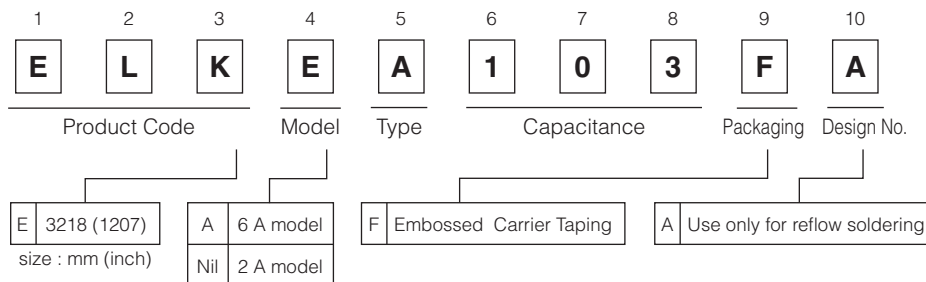 1 2 3 4 5 6 7 8 9 10
E L K E A 1 0 3 F A
Product Code Model Type Capacitance Packaging Design No.
E 3218 (1207) A 6 A model F Embossed Carrier Taping A Use only for reflow soldering
size : mm (inch) Nil 2 A model